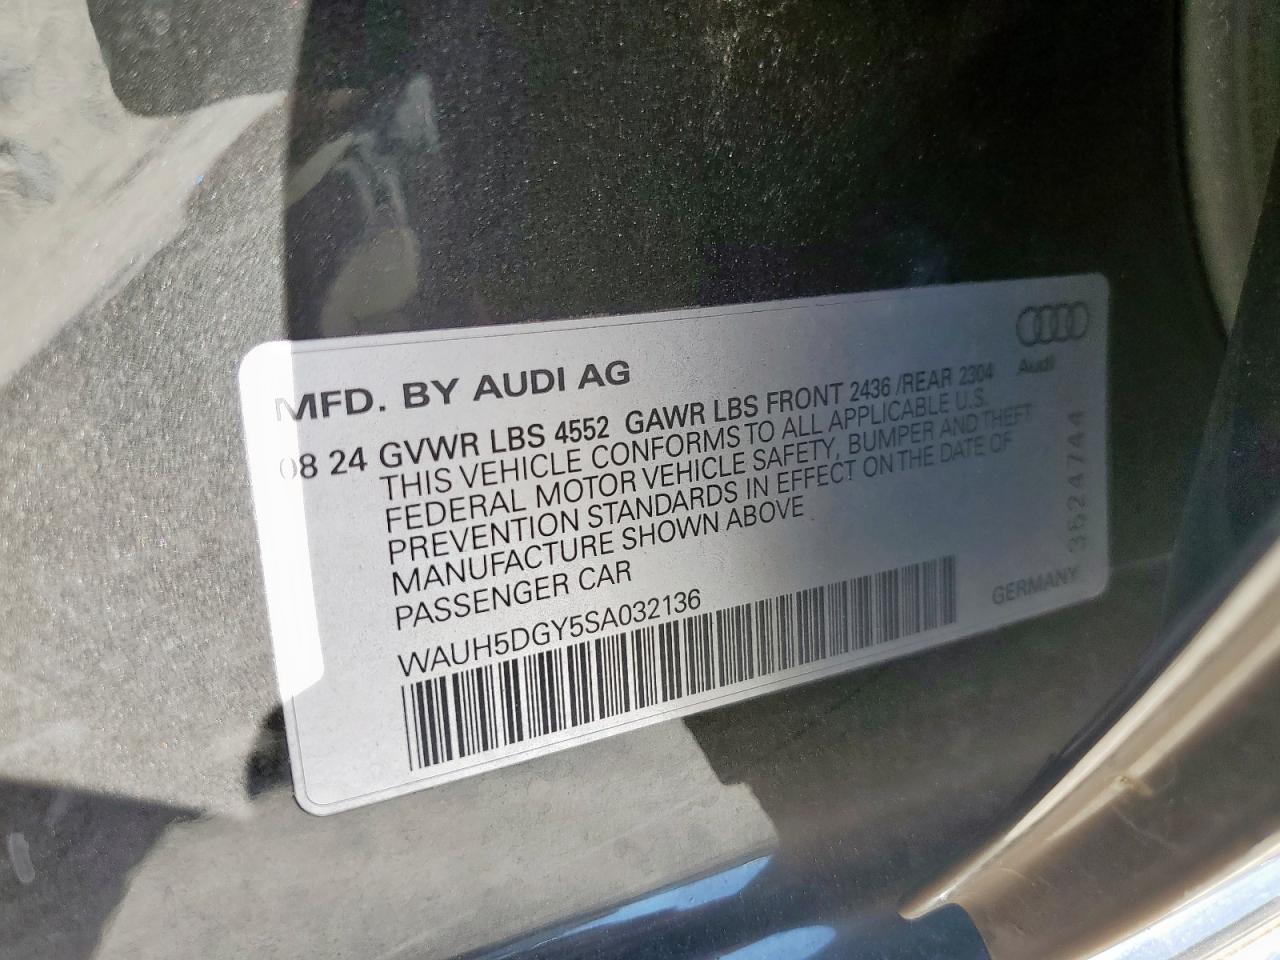 MFD. BY AUDI AG
Audi
08 24 GVWR LBS 4552 GAWR LBS FRONT 2436 /REAR 2304
THIS VEHICLE CONFORMS TO ALL APPLICABLE U.S.
FEDERAL MOTOR VEHICLE SAFETY, BUMPER AND THEFT
PREVENTION STANDARDS IN EFFECT ON THE DATE OF
MANUFACTURE SHOWN ABOVE
PASSENGER CAR
WAUH5DGY5SA032136
GERMANY
3624744